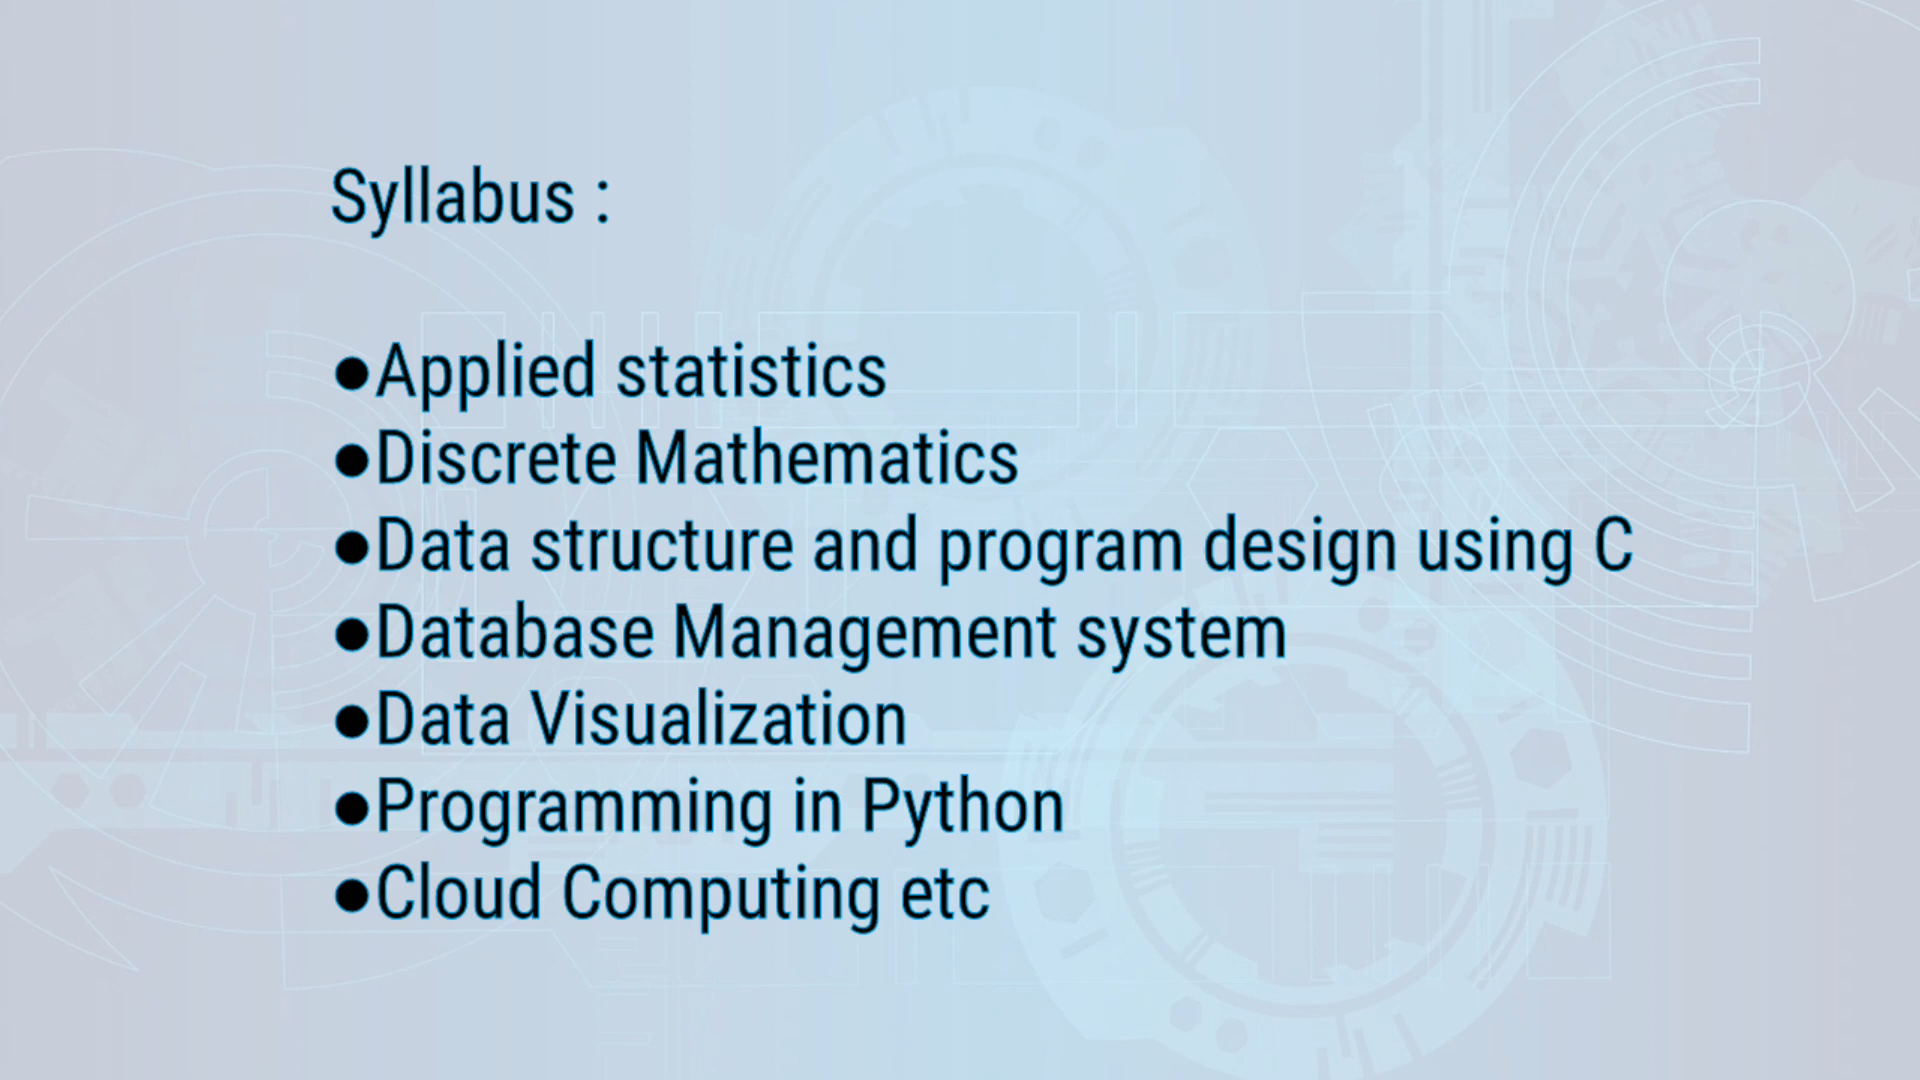 Syllabus :
●Applied statistics
●Discrete Mathematics
●Data structure and program design using C
●Database Management system
●Data Visualization
●Programming in Python
●Cloud Computing etc